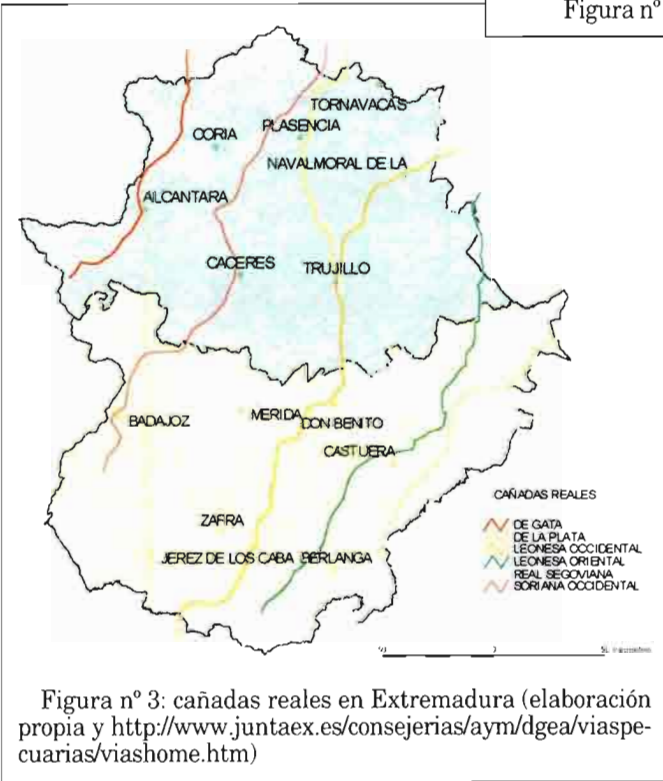 Figura nº
TORNAVACAS
PLASENCIA
CORIA
NAVALMORAL DE LA
ALCANTARA
CACERES
TRUJILLO
MERIDA
DON BENITO
BADAJOZ
CASTUERA
CAÑADAS REALES
ZAFRA
DE GATA
DE LA PLATA
LEONESA OCCIDENTAL
JEREZ DE LOS CABA BERLANGA
LEONESA ORIENTAL
REAL SEGOVIANA
SORIANA OCCIDENTAL
Figura nº 3: cañadas reales en Extremadura (elaboración
propia y http://www.juntaex.es/consejerias/aym/dgea/viaspe-
cuarias/viashome.htm)